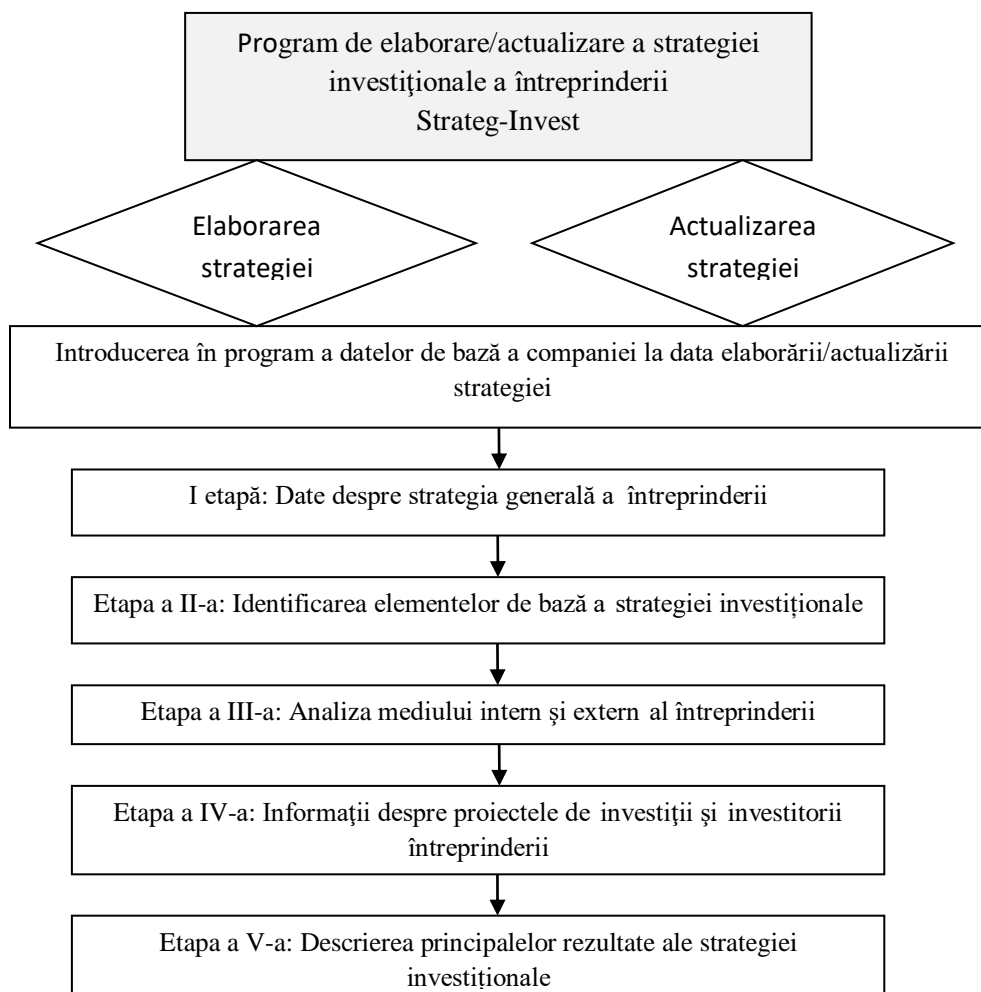 Program de elaborare/actualizare a strategiei
investiţionale a întreprinderii
Strateg-Invest
Elaborarea
strategiei
Actualizarea
strategiei
Introducerea în program a datelor de bază a companiei la data elaborării/actualizării
strategiei
I etapă: Date despre strategia generală a întreprinderii
Etapa a II-a: Identificarea elementelor de bază a strategiei investiționale
Etapa a III-a: Analiza mediului intern şi extern al întreprinderii
Etapa a IV-a: Informaţii despre proiectele de investiţii şi investitorii
întreprinderii
Etapa a V-a: Descrierea principalelor rezultate ale strategiei
investiționale